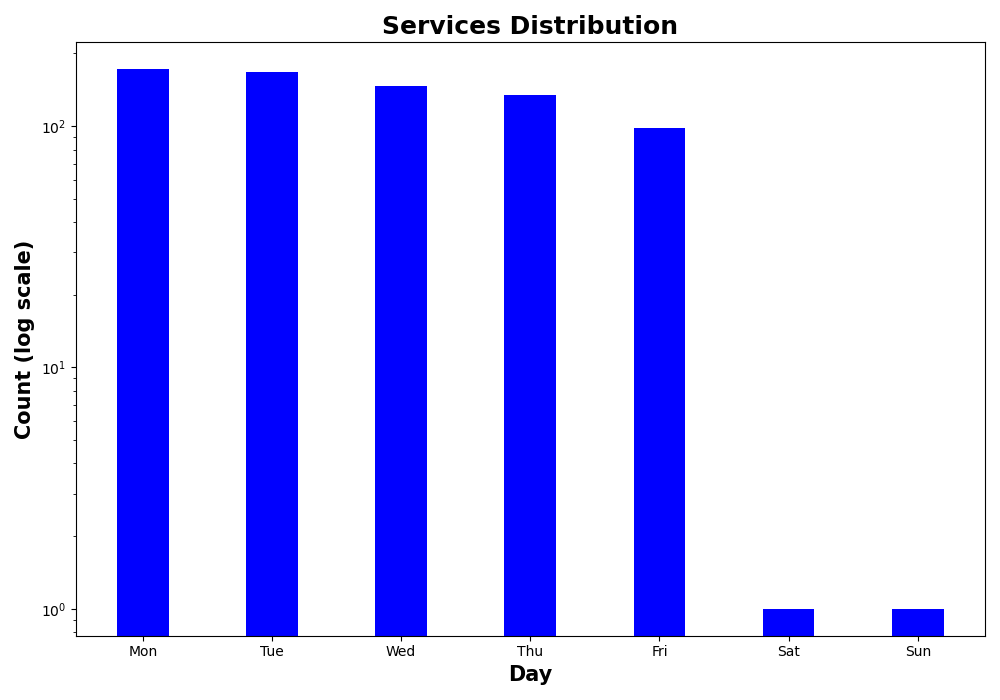 Services Distribution
Count (log scale)
10²
10¹
10⁰
Mon Tue Wed Thu Fri Sat Sun
Day